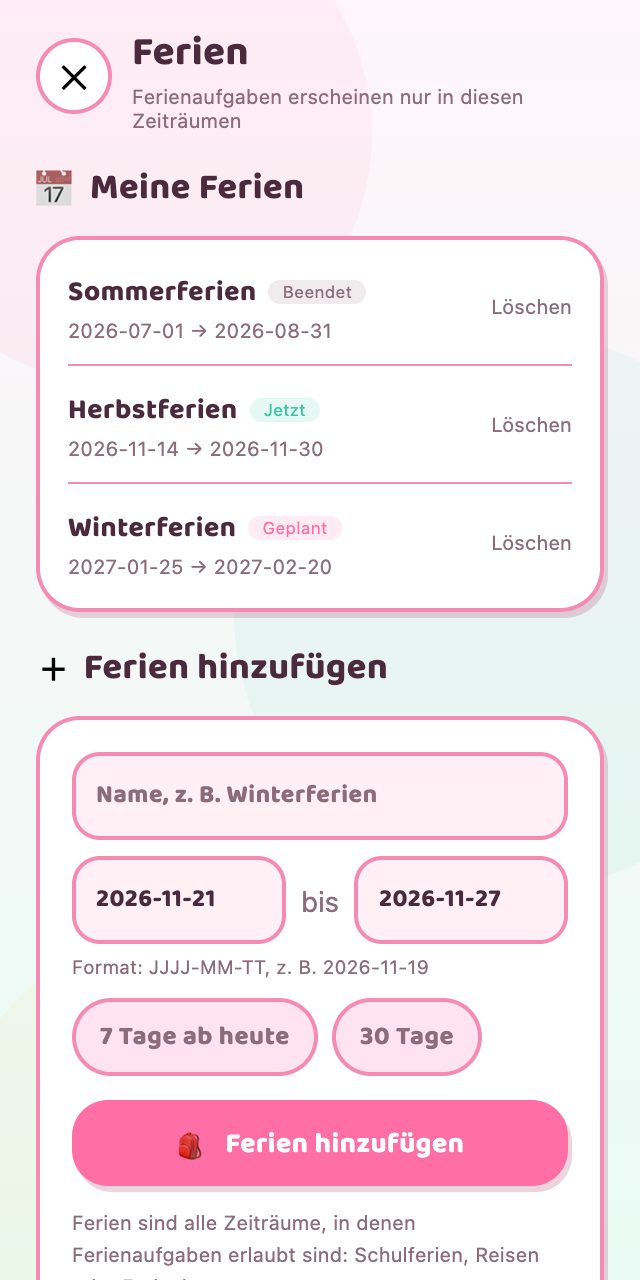 Ferien
Ferienaufgaben erscheinen nur in diesen
Zeiträumen
JUL
17
Meine Ferien
Sommerferien Beendet
2026-07-01 → 2026-08-31
Löschen
Herbstferien Jetzt
2026-11-14 → 2026-11-30
Löschen
Winterferien Geplant
2027-01-25 → 2027-02-20
Löschen
+ Ferien hinzufügen
Name, z. B. Winterferien
2026-11-21 bis 2026-11-27
Format: JJJJ-MM-TT, z. B. 2026-11-19
7 Tage ab heute 30 Tage
Ferien hinzufügen
Ferien sind alle Zeiträume, in denen
Ferienaufgaben erlaubt sind: Schulferien, Reisen